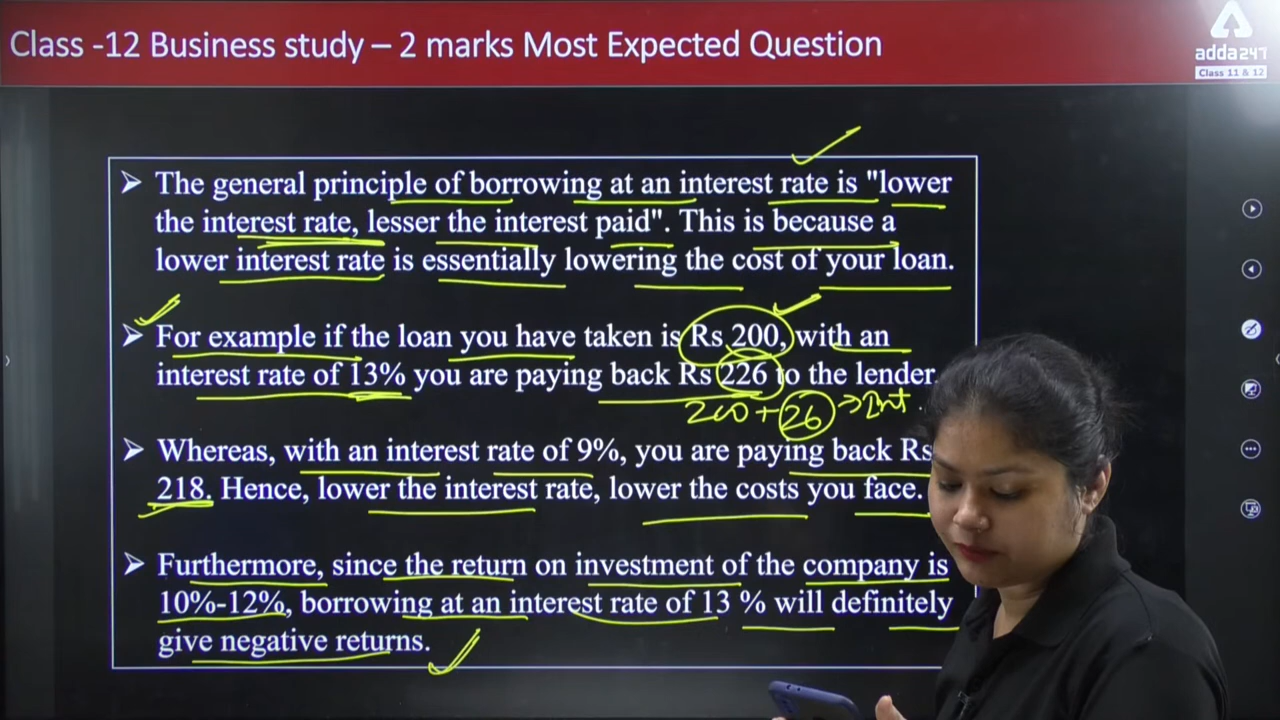 Class -12 Business study – 2 marks Most Expected Question
adda247
Class 11 & 12
➢ The general principle of borrowing at an interest rate is "lower
the interest rate, lesser the interest paid". This is because a
lower interest rate is essentially lowering the cost of your loan.
➢ For example if the loan you have taken is Rs 200, with an
interest rate of 13% you are paying back Rs 226 to the lender.
200 + 26 → Int.
➢ Whereas, with an interest rate of 9%, you are paying back Rs
218. Hence, lower the interest rate, lower the costs you face.
➢ Furthermore, since the return on investment of the company is
10%-12%, borrowing at an interest rate of 13 % will definitely
give negative returns.